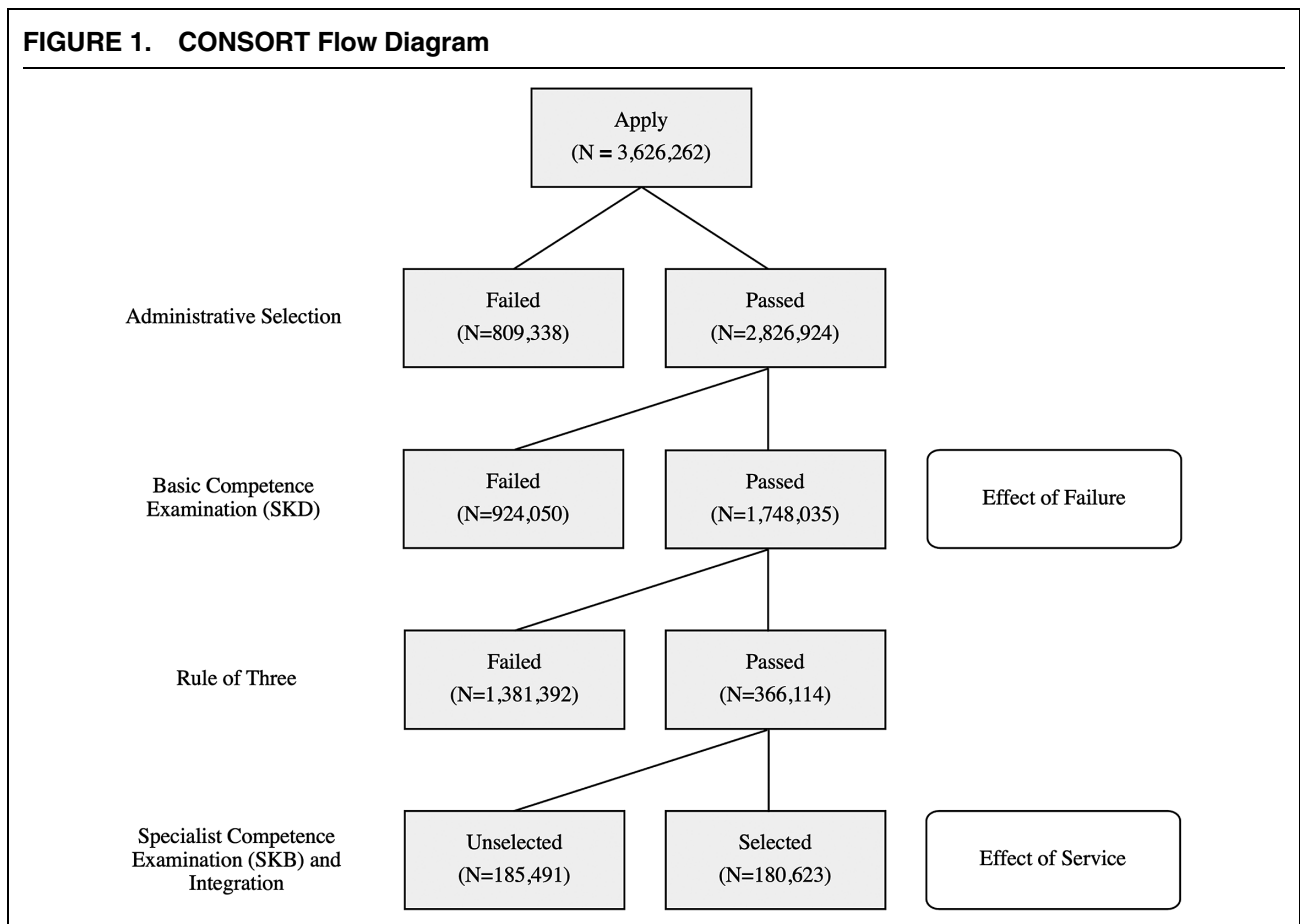 FIGURE 1. CONSORT Flow Diagram
Apply
(N = 3,626,262)
Administrative Selection
Failed
(N=809,338)
Passed
(N=2,826,924)
Basic Competence
Examination (SKD)
Failed
(N=924,050)
Passed
(N=1,748,035)
Effect of Failure
Rule of Three
Failed
(N=1,381,392)
Passed
(N=366,114)
Specialist Competence
Examination (SKB) and
Integration
Unselected
(N=185,491)
Selected
(N=180,623)
Effect of Service